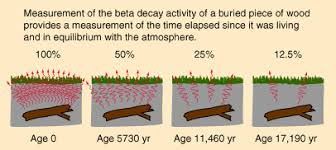 Measurement of the beta decay activity of a buried piece of wood
provides a measurement of the time elapsed since it was living
and in equilibrium with the atmosphere.
100% 50% 25% 12.5%
Age 0 Age 5730 yr Age 11,460 yr Age 17,190 yr